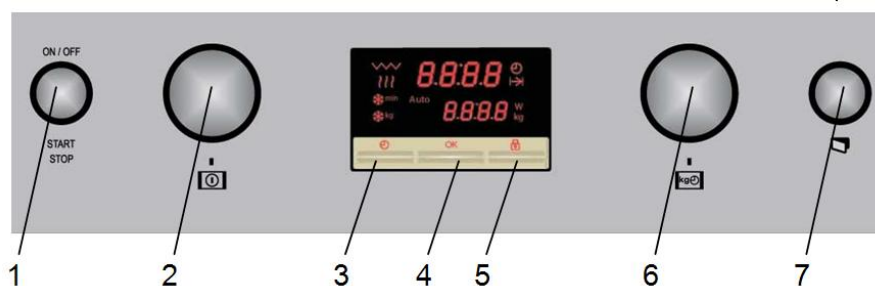 ON / OFF
START
STOP
8.8.8.8
min
Auto
8.8.8.8
W
kg
kg
OK
kg
1 2 3 4 5 6 7